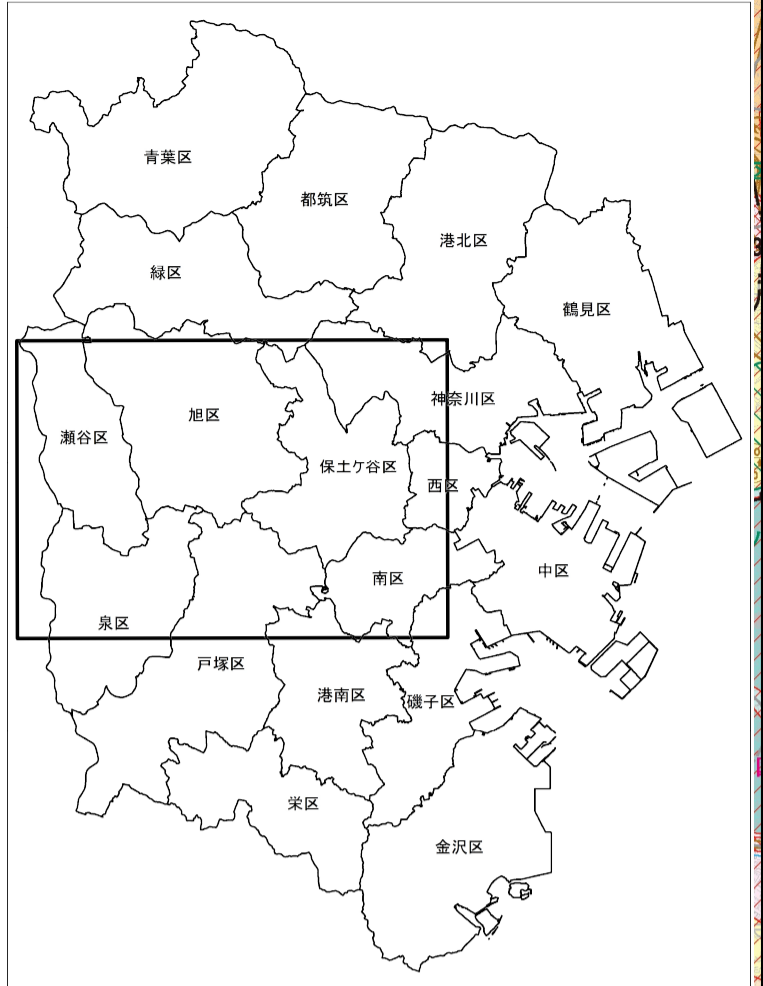 青葉区
都筑区
港北区
緑区
鶴見区
神奈川区
旭区
瀬谷区
保土ケ谷区
西区
中区
南区
泉区
戸塚区
港南区
磯子区
栄区
金沢区